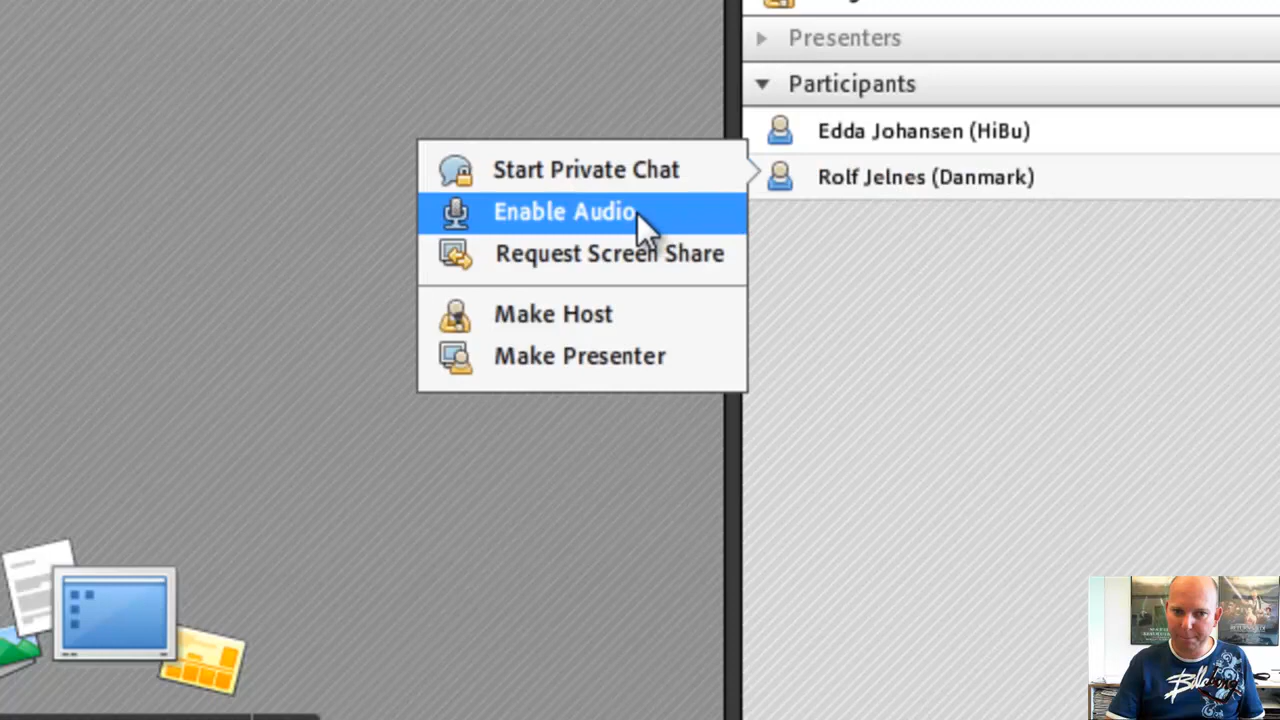 Presenters
Participants
Edda Johansen (HiBu)
Rolf Jelnes (Danmark)
Start Private Chat
Enable Audio
Request Screen Share
Make Host
Make Presenter